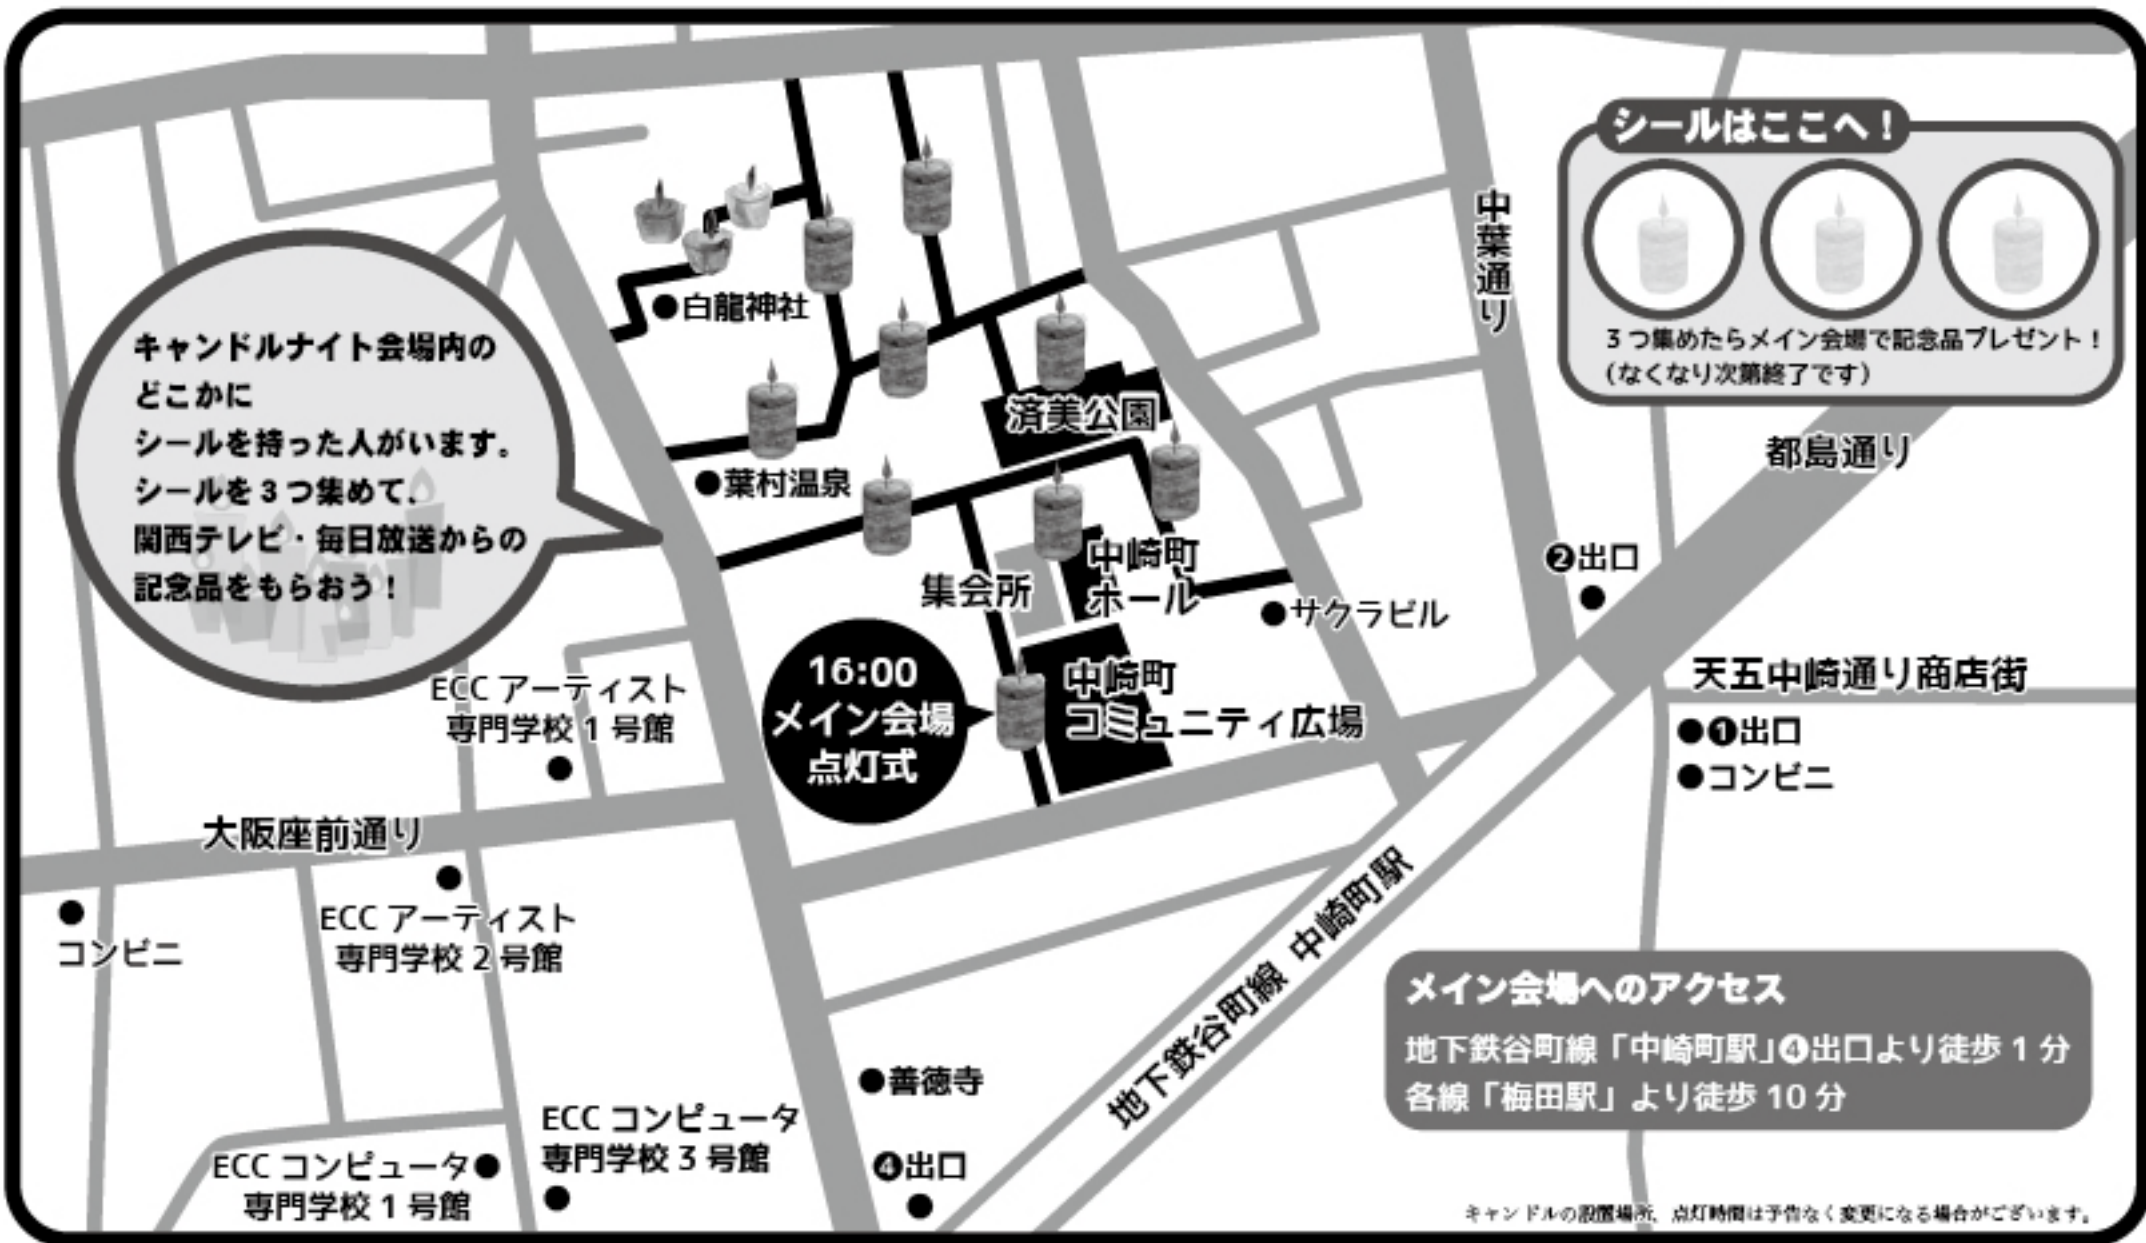 シールはここへ！
3つ集めたらメイン会場で記念品プレゼント！
（なくなり次第終了です）
中葉通り
都島通り
白龍神社
キャンドルナイト会場内の
どこかに
シールを持った人がいます。
シールを3つ集めて、
関西テレビ・毎日放送からの
記念品をもらおう！
済美公園
葉村温泉
集会所
中崎町
ホール
❷出口
サクラビル
16:00
メイン会場
点灯式
中崎町
コミュニティ広場
天五中崎通り商店街
❶出口
コンビニ
ECC アーティスト
専門学校 1 号館
大阪座前通り
ECC アーティスト
専門学校 2 号館
コンビニ
地下鉄谷町線 中崎町駅
メイン会場へのアクセス
地下鉄谷町線「中崎町駅」❹出口より徒歩 1 分
各線「梅田駅」より徒歩 10 分
善徳寺
ECC コンピュータ
専門学校 3 号館
ECC コンピュータ
専門学校 1 号館
❹出口
キャンドルの設置場所、点灯時間は予告なく変更になる場合がございます。